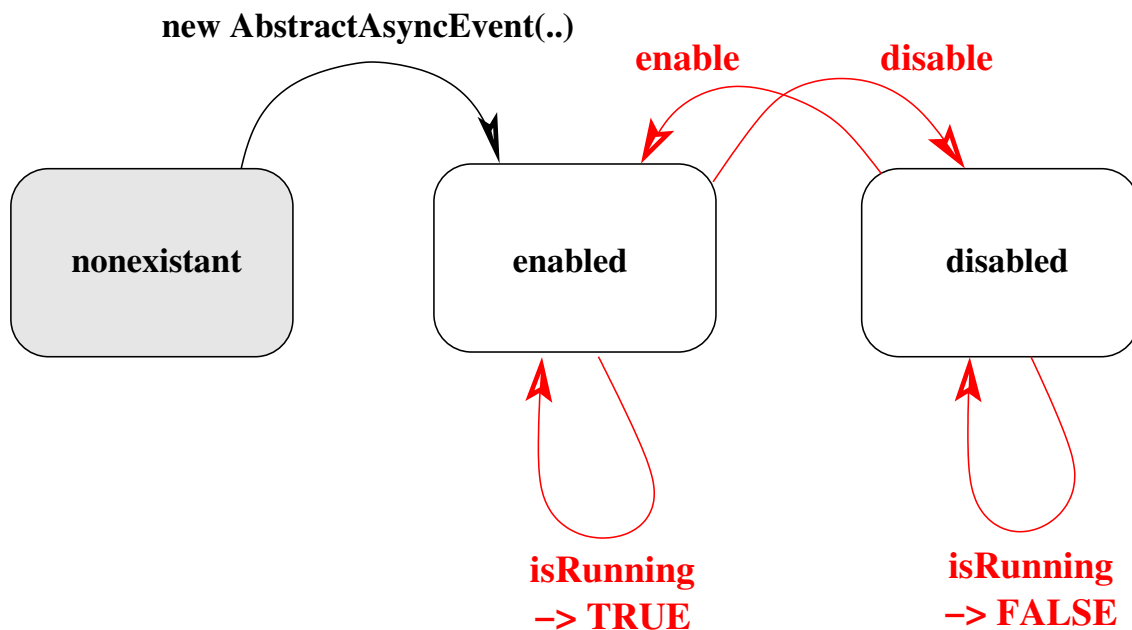 new AbstractAsyncEvent(..)
enable
disable
nonexistant
enabled
disabled
isRunning
–> TRUE
isRunning
–> FALSE